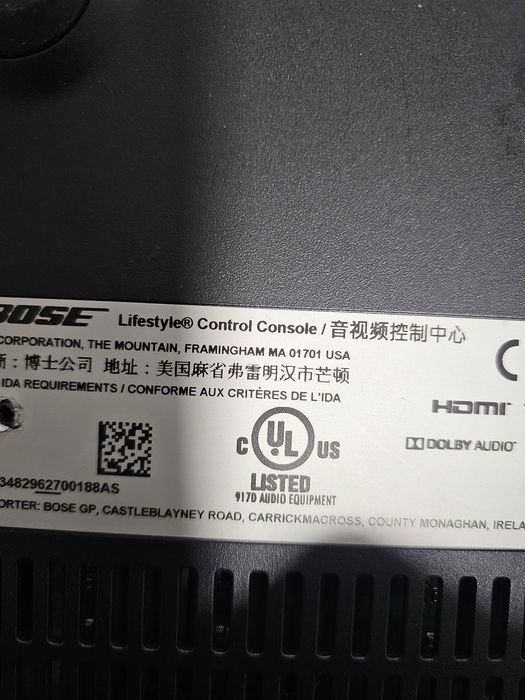 BOSE Lifestyle® Control Console / 音视频控制中心
CORPORATION, THE MOUNTAIN, FRAMINGHAM MA 01701 USA
：博士公司 地址：美国麻省弗雷明汉市芒顿
IDA REQUIREMENTS / CONFORME AUX CRITÈRES DE L'IDA
HDMI
C UL US
LISTED
917D AUDIO EQUIPMENT
DOLBY AUDIO
3482962700188AS
ORTER: BOSE GP, CASTLEBLAYNEY ROAD, CARRICKMACROSS, COUNTY MONAGHAN, IRELA